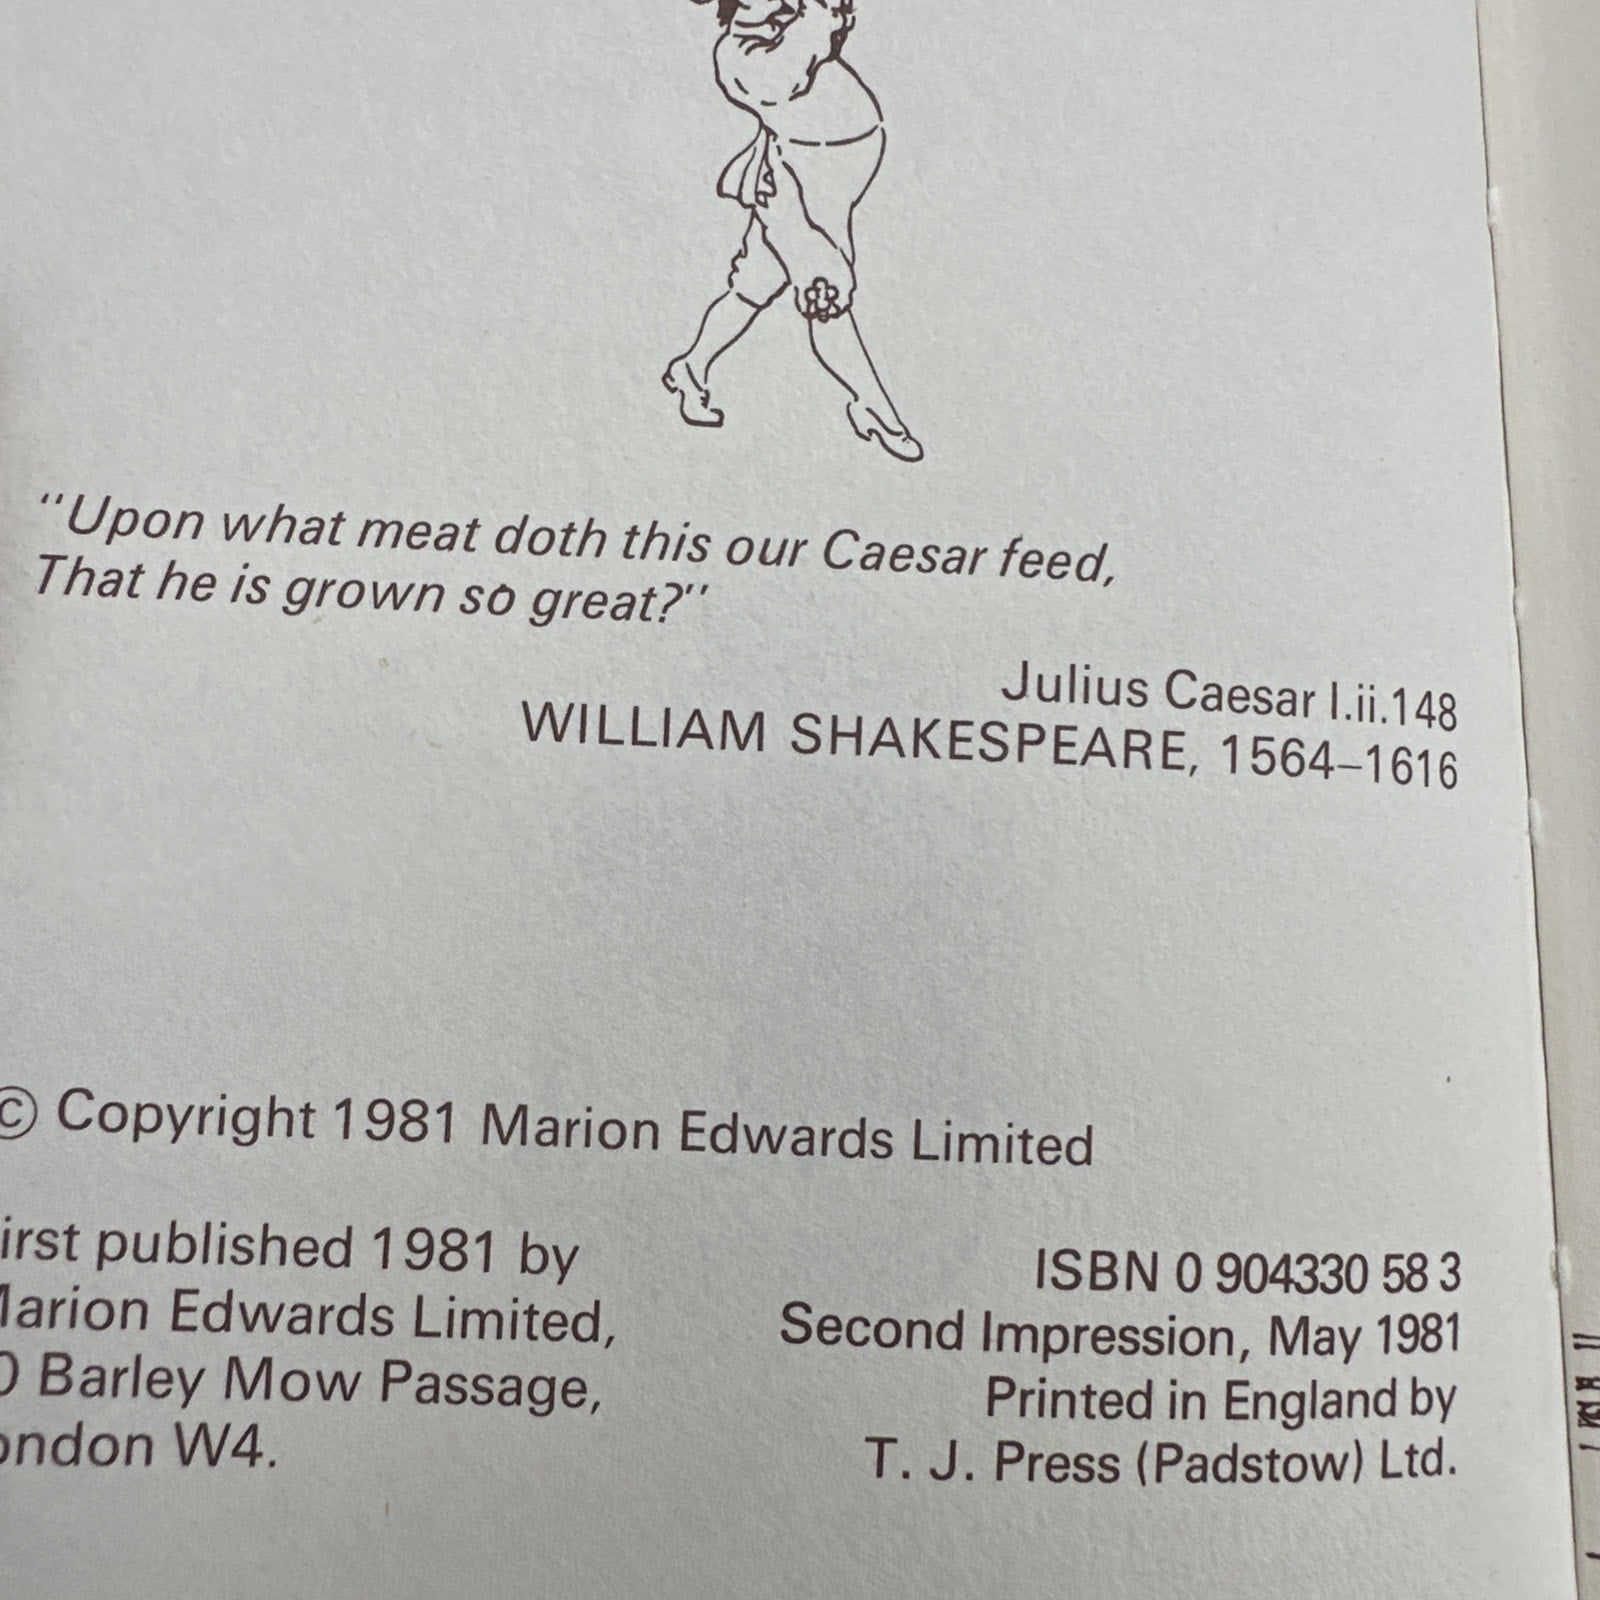 "Upon what meat doth this our Caesar feed,
That he is grown so great?"
Julius Caesar I.ii.148
WILLIAM SHAKESPEARE, 1564–1616
© Copyright 1981 Marion Edwards Limited
irst published 1981 by
arion Edwards Limited,
0 Barley Mow Passage,
ondon W4.
ISBN 0 904330 58 3
Second Impression, May 1981
Printed in England by
T. J. Press (Padstow) Ltd.